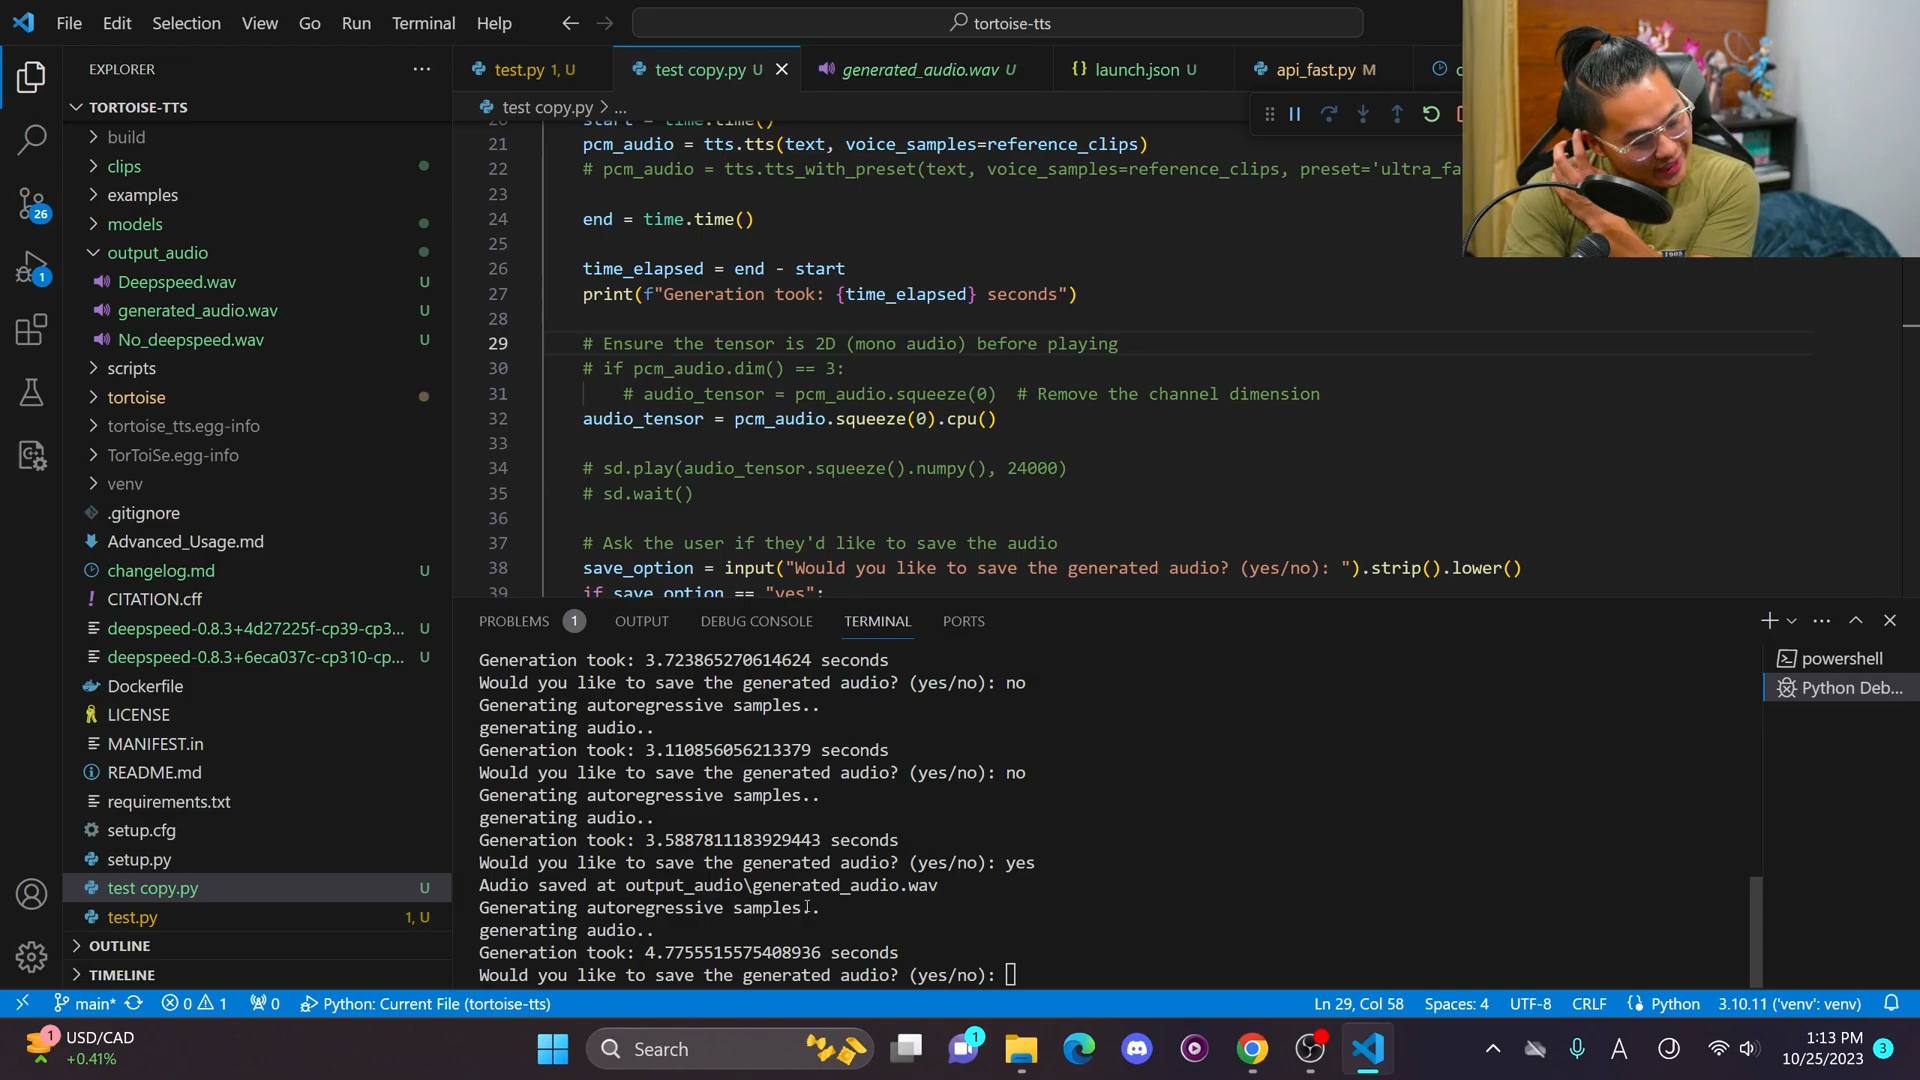 File Edit Selection View Go Run Terminal Help
tortoise-tts
EXPLORER
TORTOISE-TTS
build
clips
examples
models
output_audio
Deepspeed.wav U
generated_audio.wav U
No_deepspeed.wav U
scripts
tortoise
tortoise_tts.egg-info
TorToiSe.egg-info
venv
.gitignore
Advanced_Usage.md
changelog.md U
CITATION.cff
deepspeed-0.8.3+4d27225f-cp39-cp3... U
deepspeed-0.8.3+6eca037c-cp310-cp... U
Dockerfile
LICENSE
MANIFEST.in
README.md
requirements.txt
setup.cfg
setup.py
test copy.py U
test.py 1, U
OUTLINE
TIMELINE
26
1
test.py 1, U
test copy.py U
generated_audio.wav U
launch.json U
api_fast.py M
c
test copy.py > ...
20 start = time.time()
21 pcm_audio = tts.tts(text, voice_samples=reference_clips)
22 # pcm_audio = tts.tts_with_preset(text, voice_samples=reference_clips, preset='ultra_fa
23
24 end = time.time()
25
26 time_elapsed = end - start
27 print(f"Generation took: {time_elapsed} seconds")
28
29 # Ensure the tensor is 2D (mono audio) before playing
30 # if pcm_audio.dim() == 3:
31 # audio_tensor = pcm_audio.squeeze(0) # Remove the channel dimension
32 audio_tensor = pcm_audio.squeeze(0).cpu()
33
34 # sd.play(audio_tensor.squeeze().numpy(), 24000)
35 # sd.wait()
36
37 # Ask the user if they'd like to save the audio
38 save_option = input("Would you like to save the generated audio? (yes/no): ").strip().lower()
39 if save_option == "yes":
PROBLEMS 1 OUTPUT DEBUG CONSOLE TERMINAL PORTS
Generation took: 3.723865270614624 seconds
Would you like to save the generated audio? (yes/no): no
Generating autoregressive samples..
generating audio..
Generation took: 3.110856056213379 seconds
Would you like to save the generated audio? (yes/no): no
Generating autoregressive samples..
generating audio..
Generation took: 3.5887811183929443 seconds
Would you like to save the generated audio? (yes/no): yes
Audio saved at output_audio\generated_audio.wav
Generating autoregressive samples..
generating audio..
Generation took: 4.7755515575408936 seconds
Would you like to save the generated audio? (yes/no):
powershell
Python Deb...
main* 0 1 0 Python: Current File (tortoise-tts)
Ln 29, Col 58 Spaces: 4 UTF-8 CRLF Python 3.10.11 ('venv': venv)
1
USD/CAD
+0.41%
Search
1
A
1:13 PM
10/25/2023
3